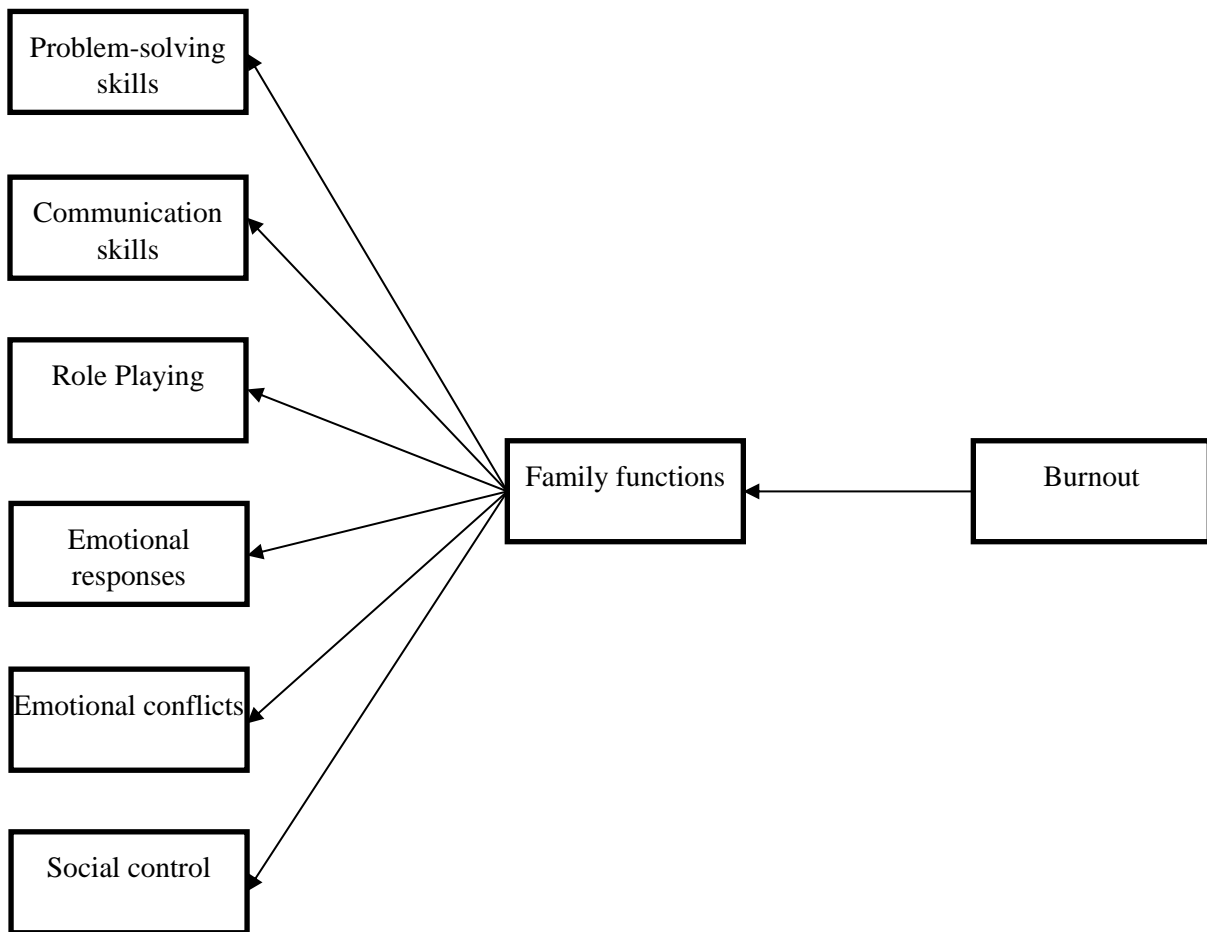 Problem-solving
skills
Communication
skills
Role Playing
Family functions
Burnout
Emotional
responses
Emotional conflicts
Social control